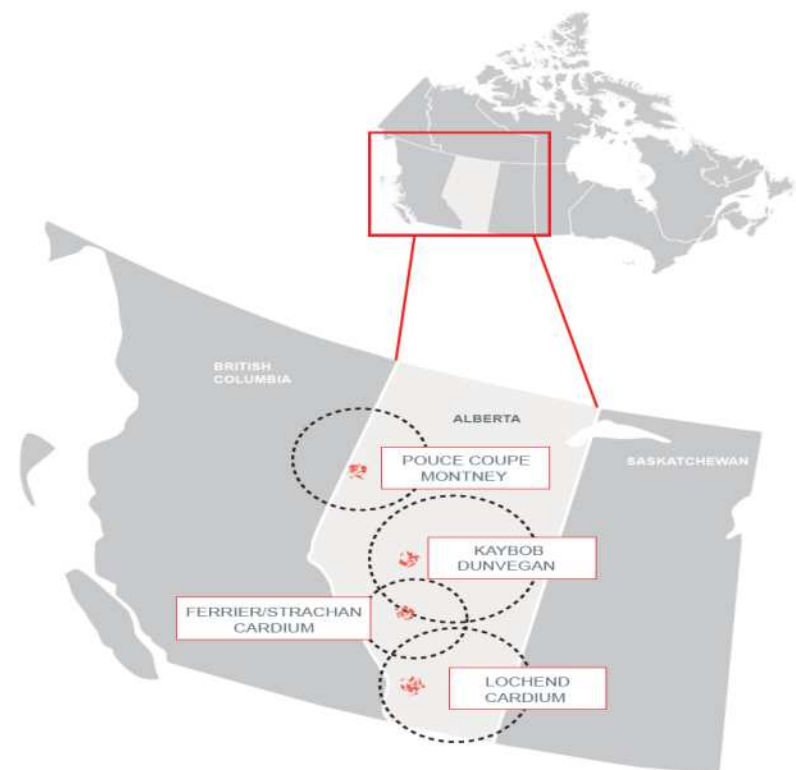 BRITISH
COLUMBIA
ALBERTA
POUCE COUPE
MONTNEY
SASKATCHEWAN
KAYBOB
DUNVEGAN
FERRIER/STRACHAN
CARDIUM
LOCHEND
CARDIUM